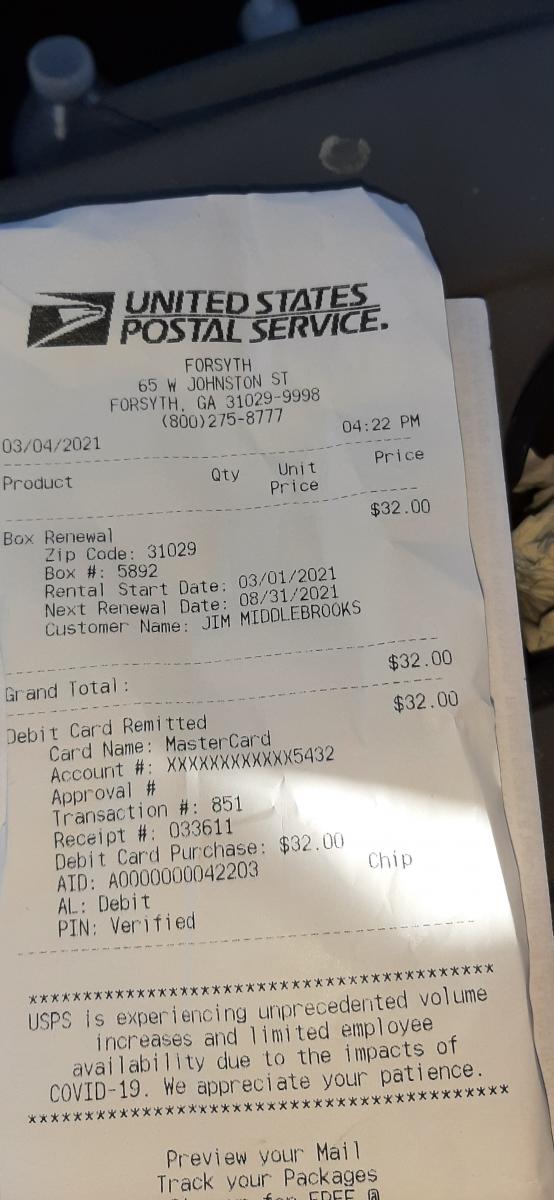 UNITED STATES
POSTAL SERVICE.
FORSYTH
65 W JOHNSTON ST
FORSYTH, GA 31029-9998
(800)275-8777
03/04/2021 04:22 PM
Product Qty Unit Price
Price
Box Renewal $32.00
Zip Code: 31029
Box #: 5892
Rental Start Date: 03/01/2021
Next Renewal Date: 08/31/2021
Customer Name: JIM MIDDLEBROOKS
Grand Total: $32.00
Debit Card Remitted $32.00
Card Name: MasterCard
Account #: XXXXXXXXXXXX5432
Approval #
Transaction #: 851
Receipt #: 033611
Debit Card Purchase: $32.00
AID: A0000000042203 Chip
AL: Debit
PIN: Verified
*******************************************
USPS is experiencing unprecedented volume
increases and limited employee
availability due to the impacts of
COVID-19. We appreciate your patience.
*******************************************
Preview your Mail
Track your Packages
for FREE @